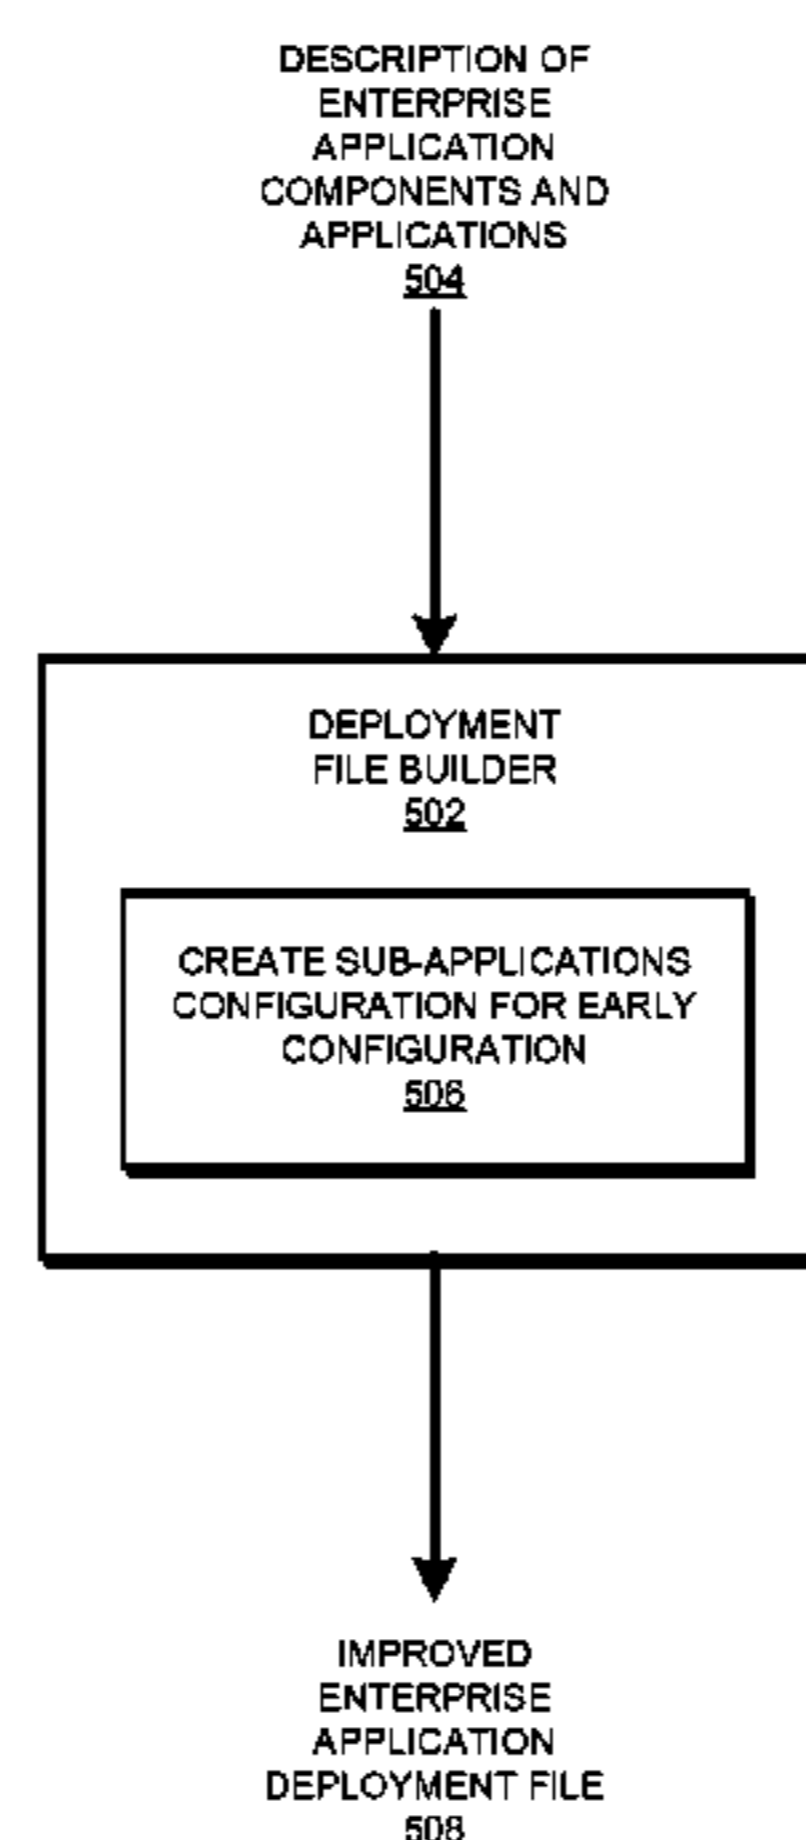 DESCRIPTION OF
ENTERPRISE
APPLICATION
COMPONENTS AND
APPLICATIONS
504
DEPLOYMENT
FILE BUILDER
502
CREATE SUB-APPLICATIONS
CONFIGURATION FOR EARLY
CONFIGURATION
506
IMPROVED
ENTERPRISE
APPLICATION
DEPLOYMENT FILE
508